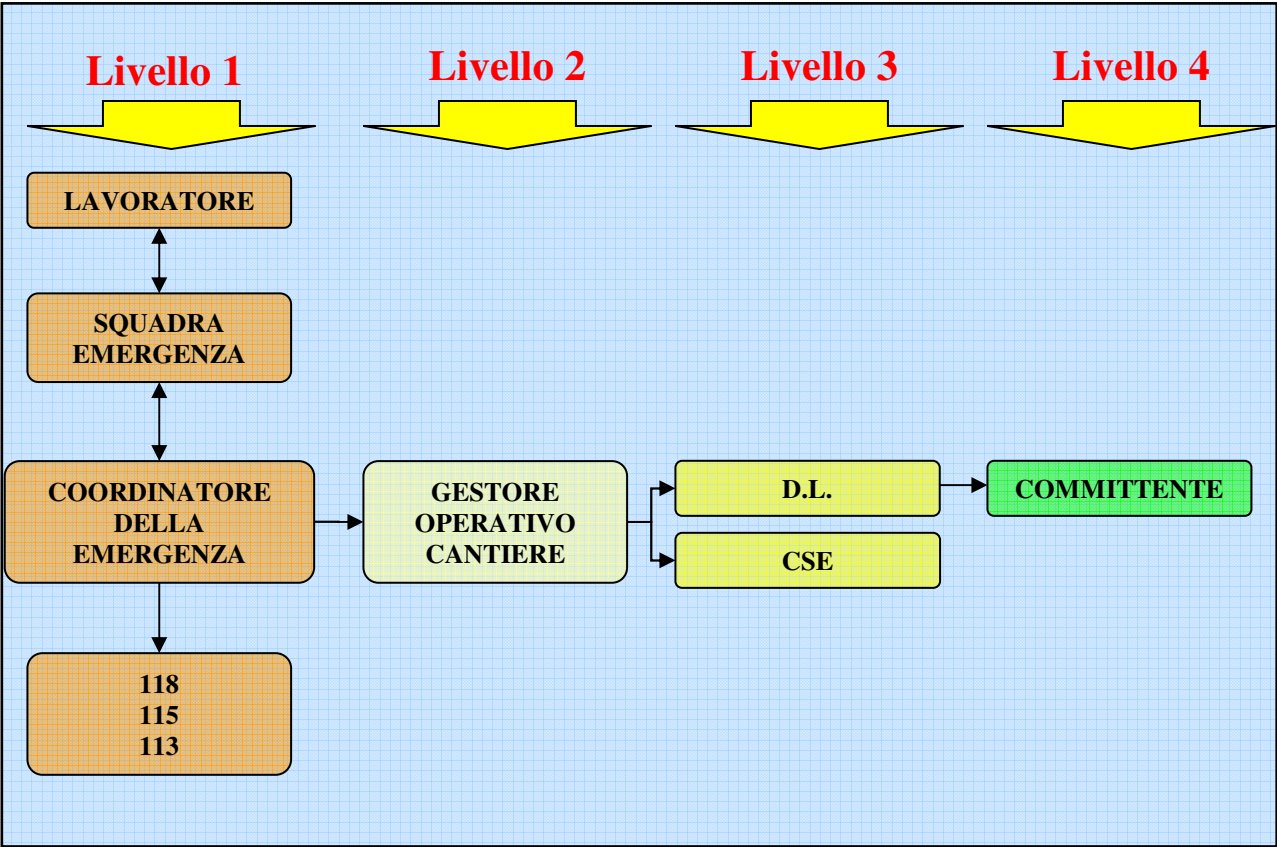 Livello 1
Livello 2
Livello 3
Livello 4
LAVORATORE
SQUADRA
EMERGENZA
COORDINATORE
DELLA
EMERGENZA
GESTORE
OPERATIVO
CANTIERE
D.L.
CSE
COMMITTENTE
118
115
113